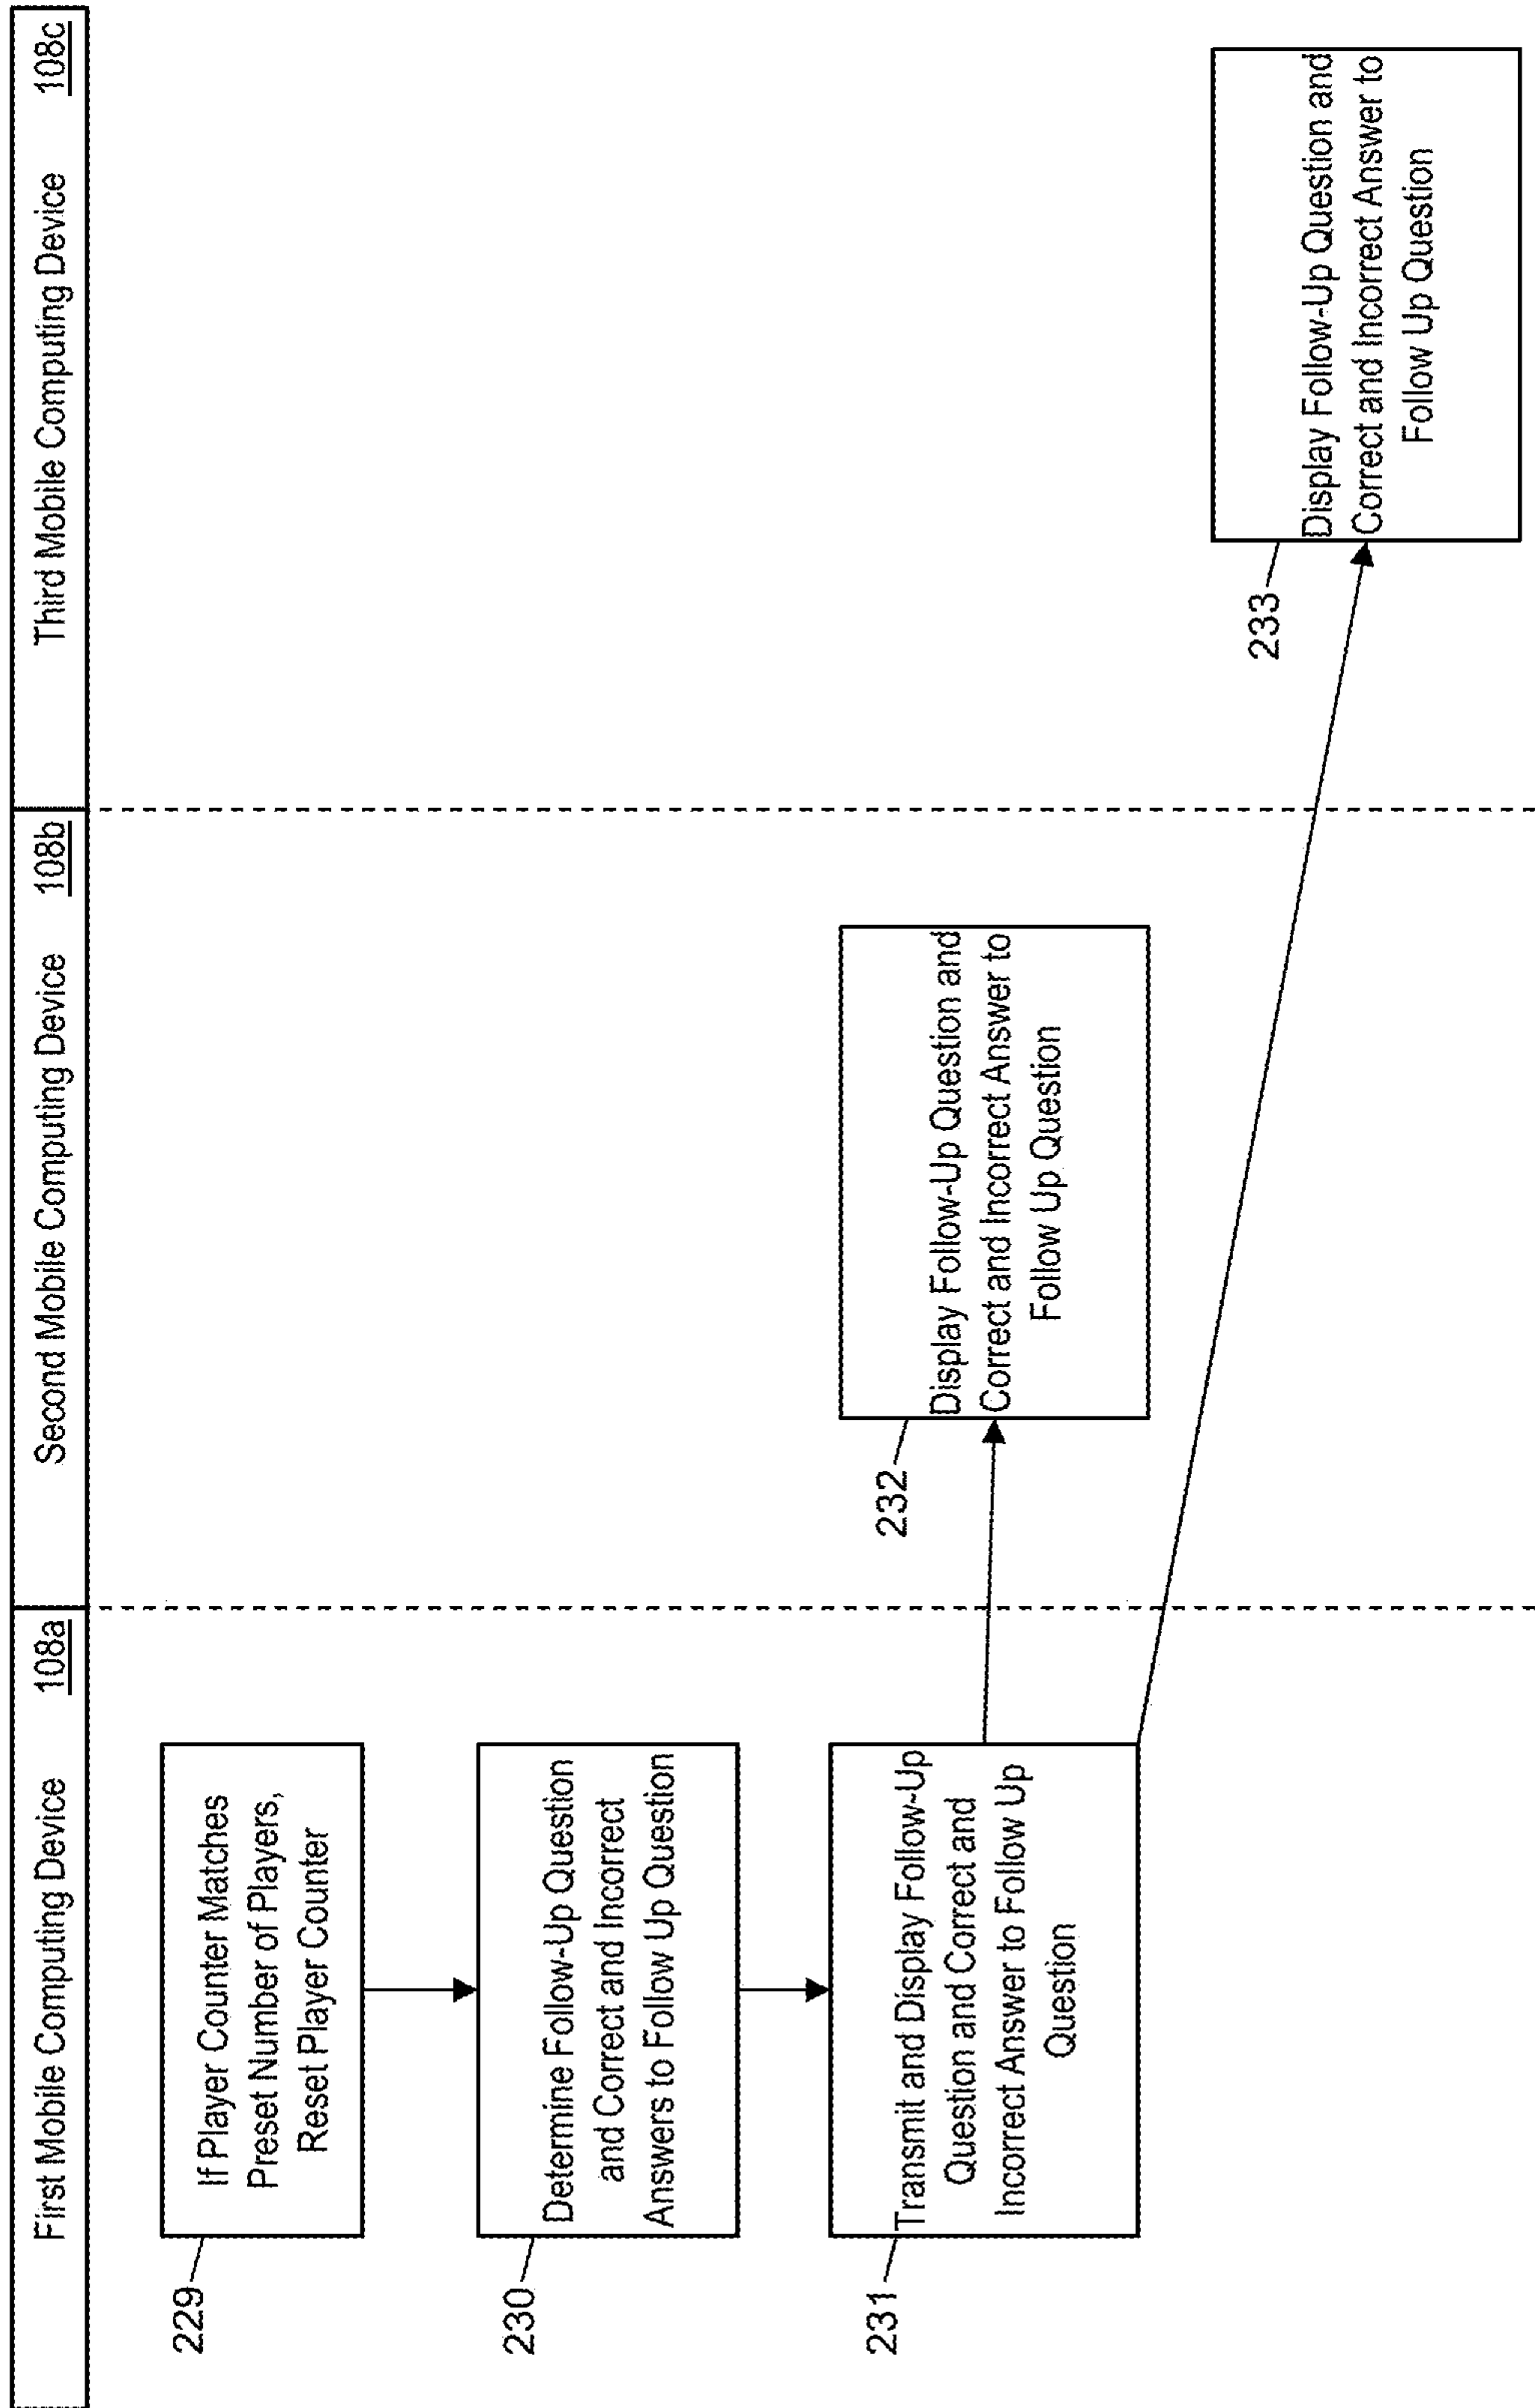 First Mobile Computing Device 108a
Second Mobile Computing Device 108b
Third Mobile Computing Device 108c
229
If Player Counter Matches
Preset Number of Players,
Reset Player Counter
230
Determine Follow-Up Question
and Correct and Incorrect
Answers to Follow Up Question
231
Transmit and Display Follow-Up
Question and Correct and
Incorrect Answer to Follow Up
Question
232
Display Follow-Up Question and
Correct and Incorrect Answer to
Follow Up Question
233
Display Follow-Up Question and
Correct and Incorrect Answer to
Follow Up Question